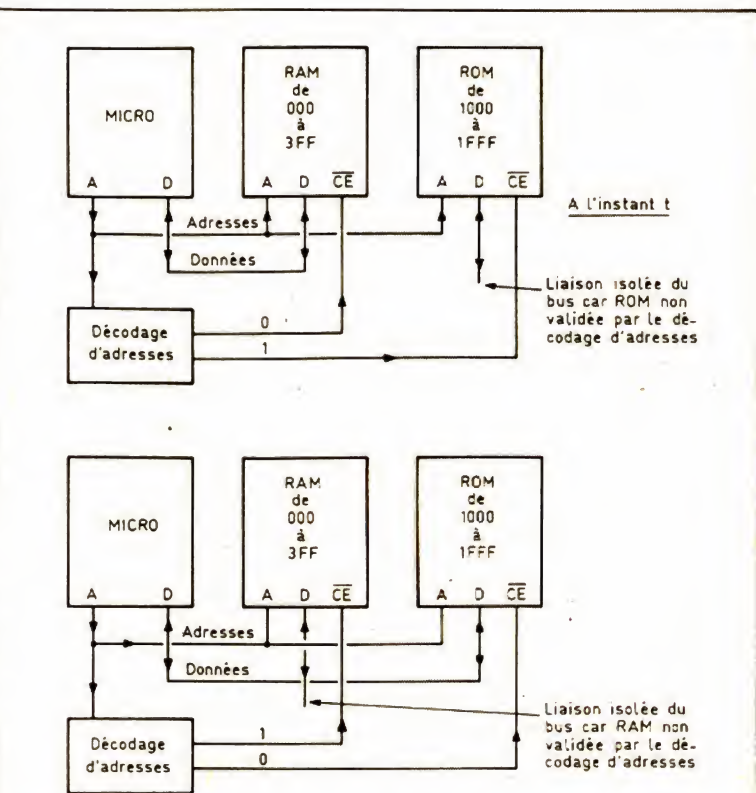 MICRO
A D
RAM
de
000
à
3FF
A D CE
ROM
de
1000
à
1FFF
A D CE
A l'instant t
Adresses
Données
Décodage
d'adresses
0
1
Liaison isolée du
bus car ROM non
validée par le dé-
codage d'adresses
MICRO
A D
RAM
de
000
à
3FF
A D CE
ROM
de
1000
à
1FFF
A D CE
Adresses
Données
Décodage
d'adresses
1
0
Liaison isolée du
bus car RAM non
validée par le dé-
codage d'adresses